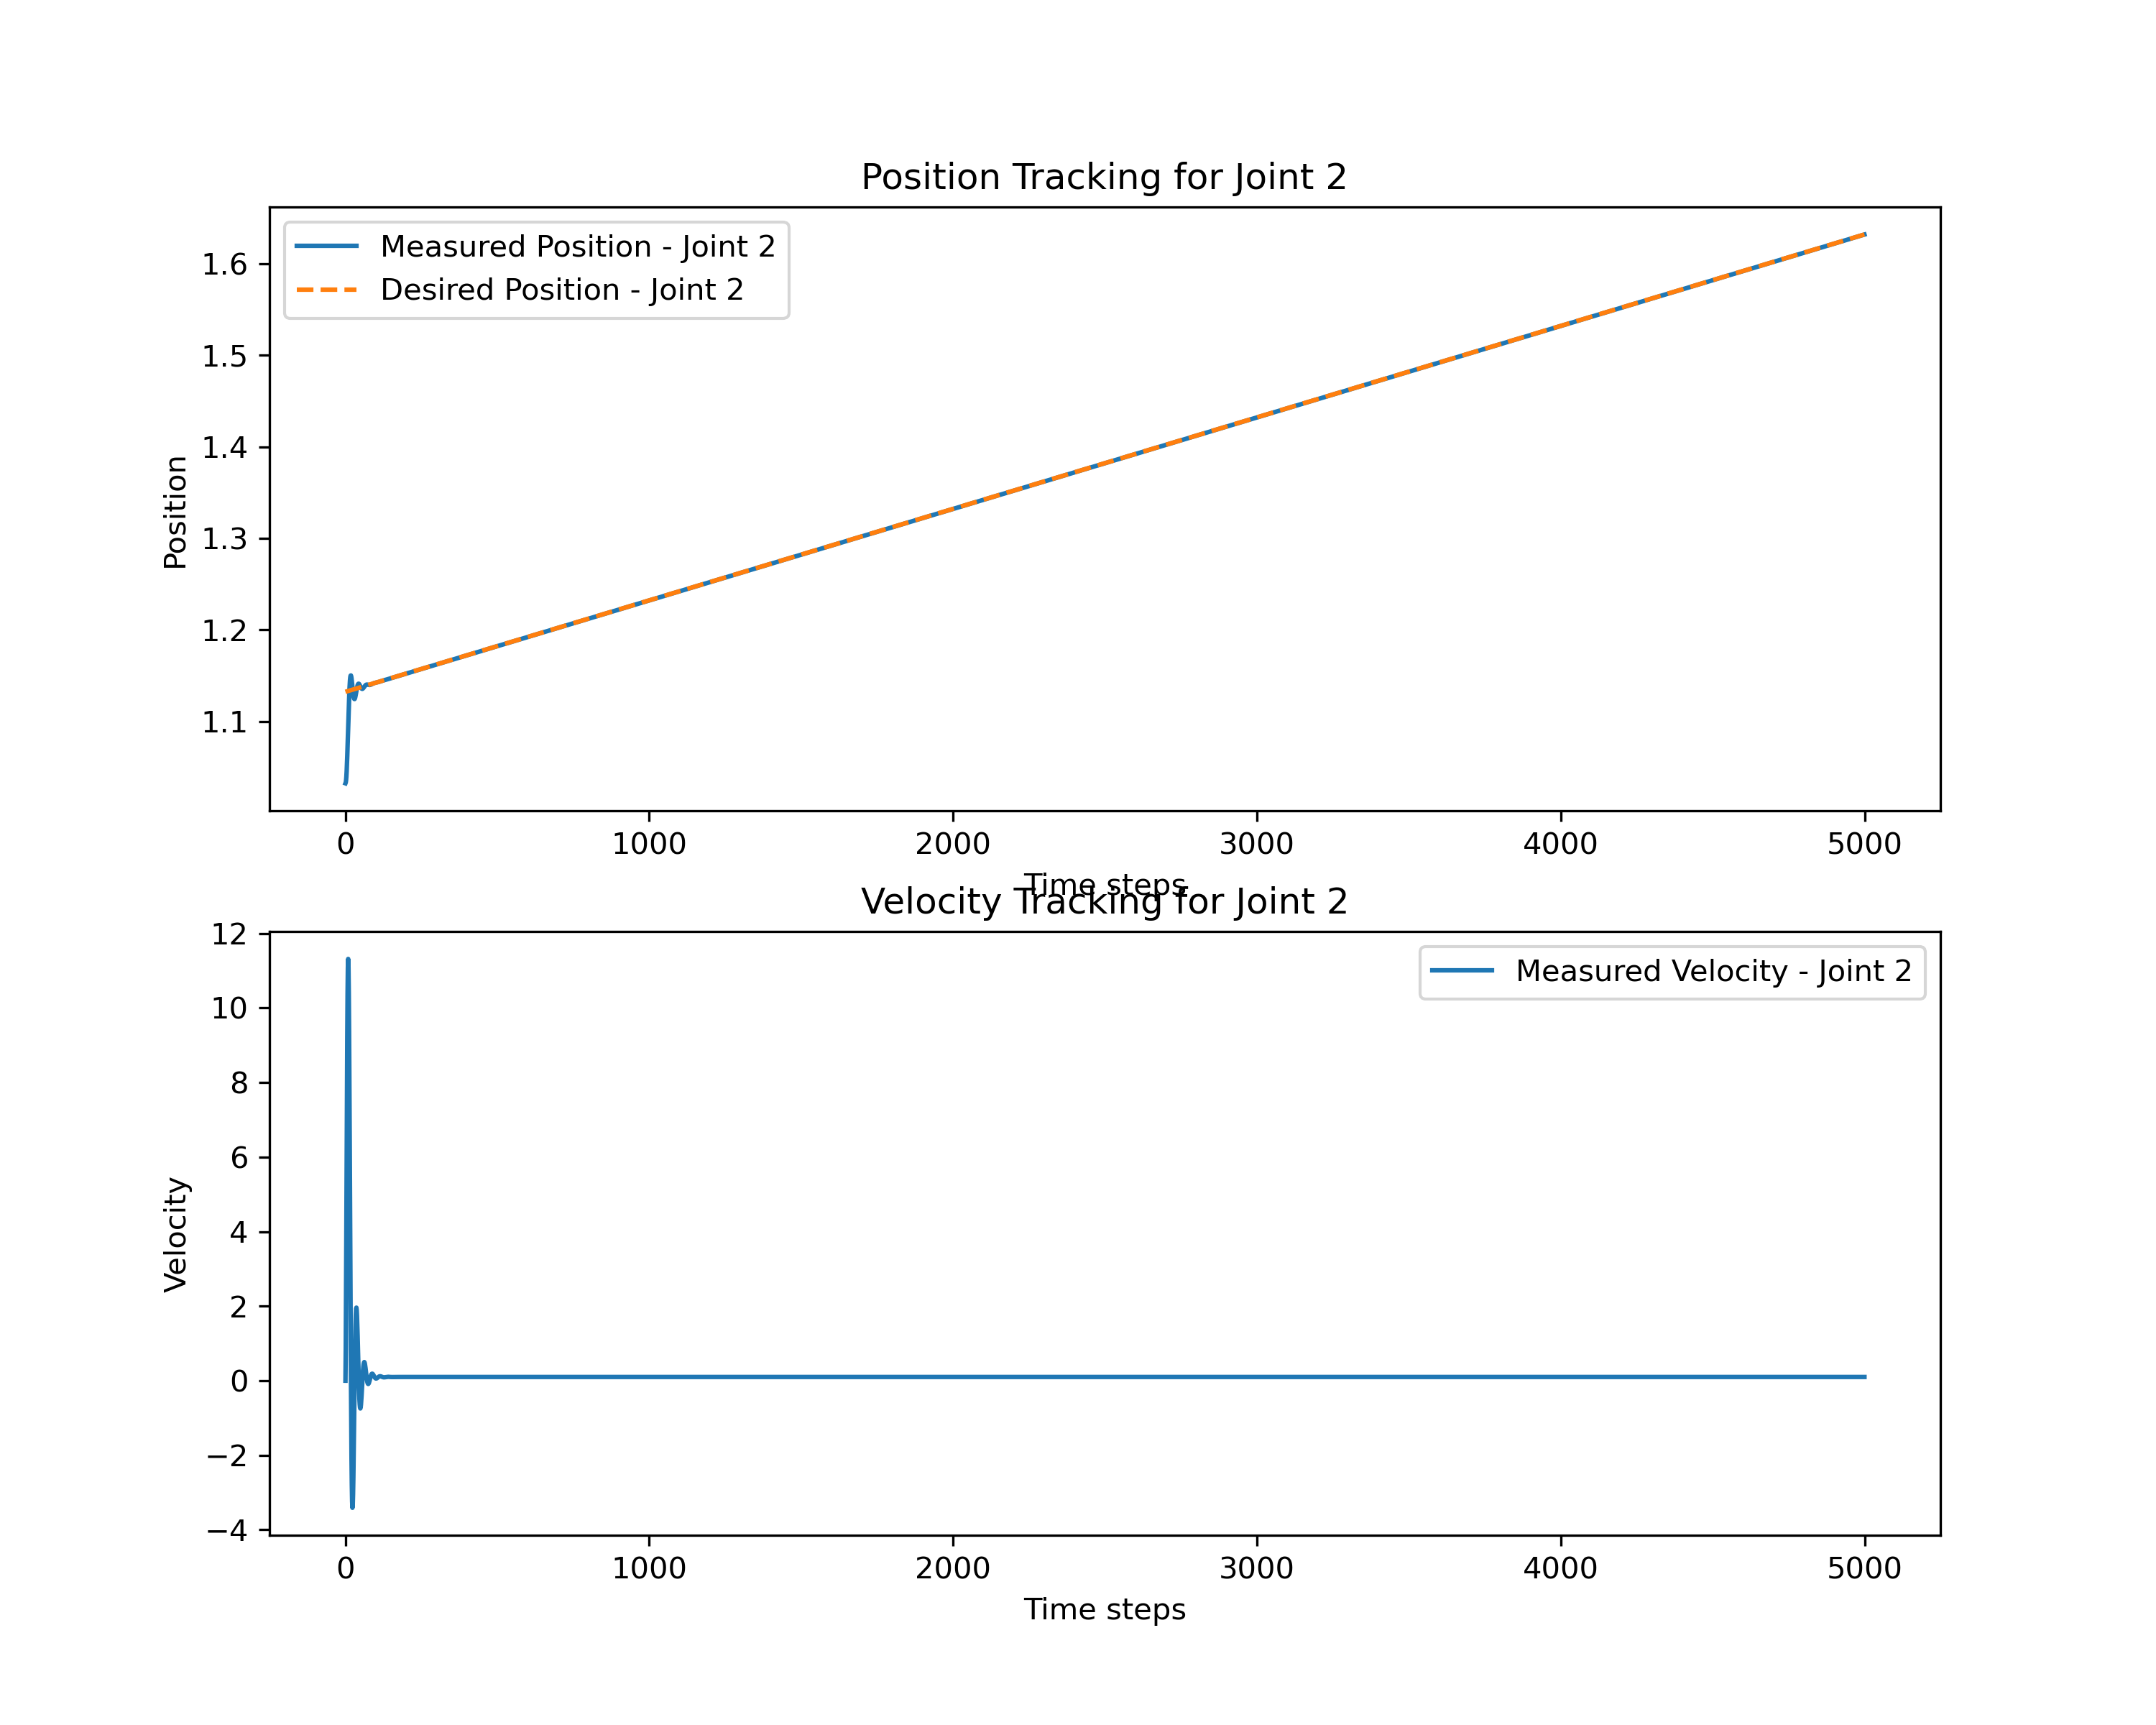 Position Tracking for Joint 2
Measured Position - Joint 2
Desired Position - Joint 2
Position
1.6
1.5
1.4
1.3
1.2
1.1
0 1000 2000 3000 4000 5000
Time steps
Velocity Tracking for Joint 2
Measured Velocity - Joint 2
Velocity
12
10
8
6
4
2
0
−2
−4
0 1000 2000 3000 4000 5000
Time steps